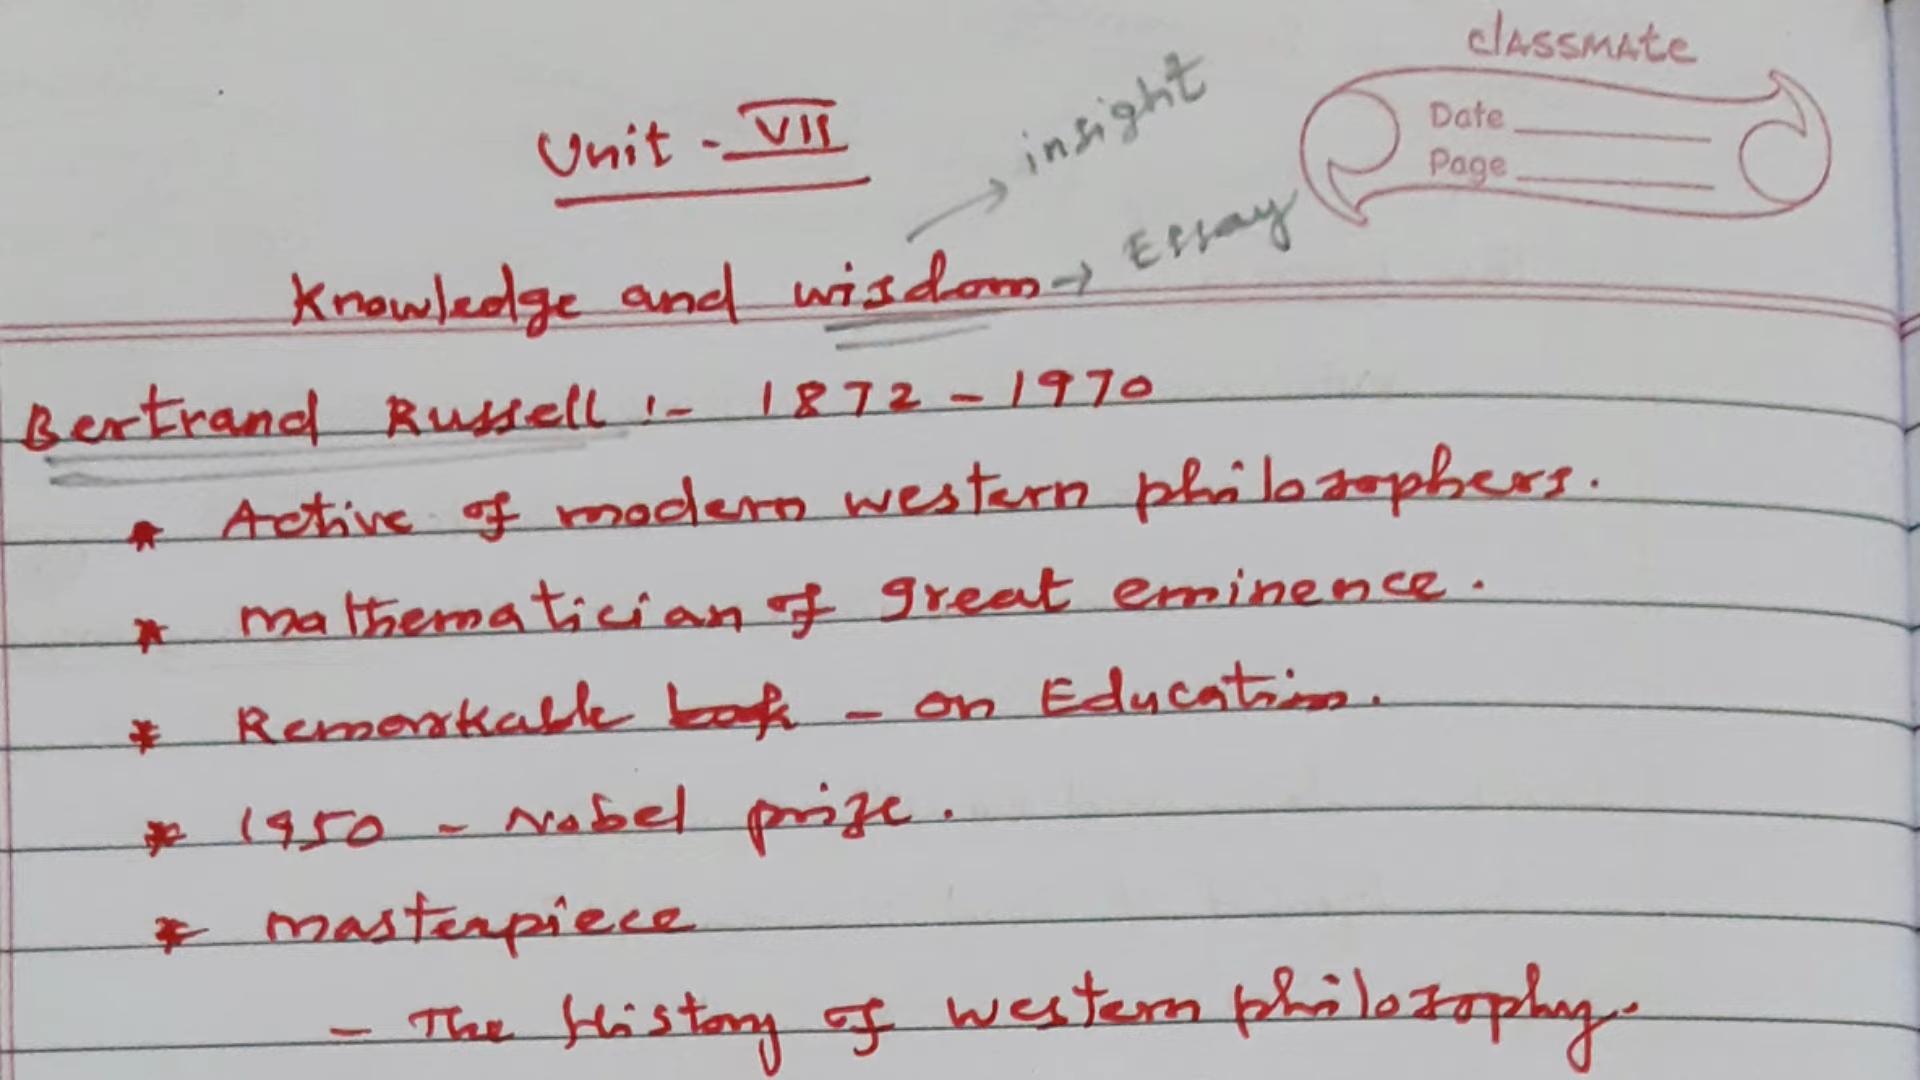 classmate
Date
Page
Unit - VII
insight
Essay
Knowledge and wisdom →
Bertrand Russell :- 1872 - 1970
* Active of modern western philosophers.
* Mathematician of great eminence.
* Remarkable book - on Education.
* 1950 - Nobel prize.
* masterpiece
- The History of western philosophy.